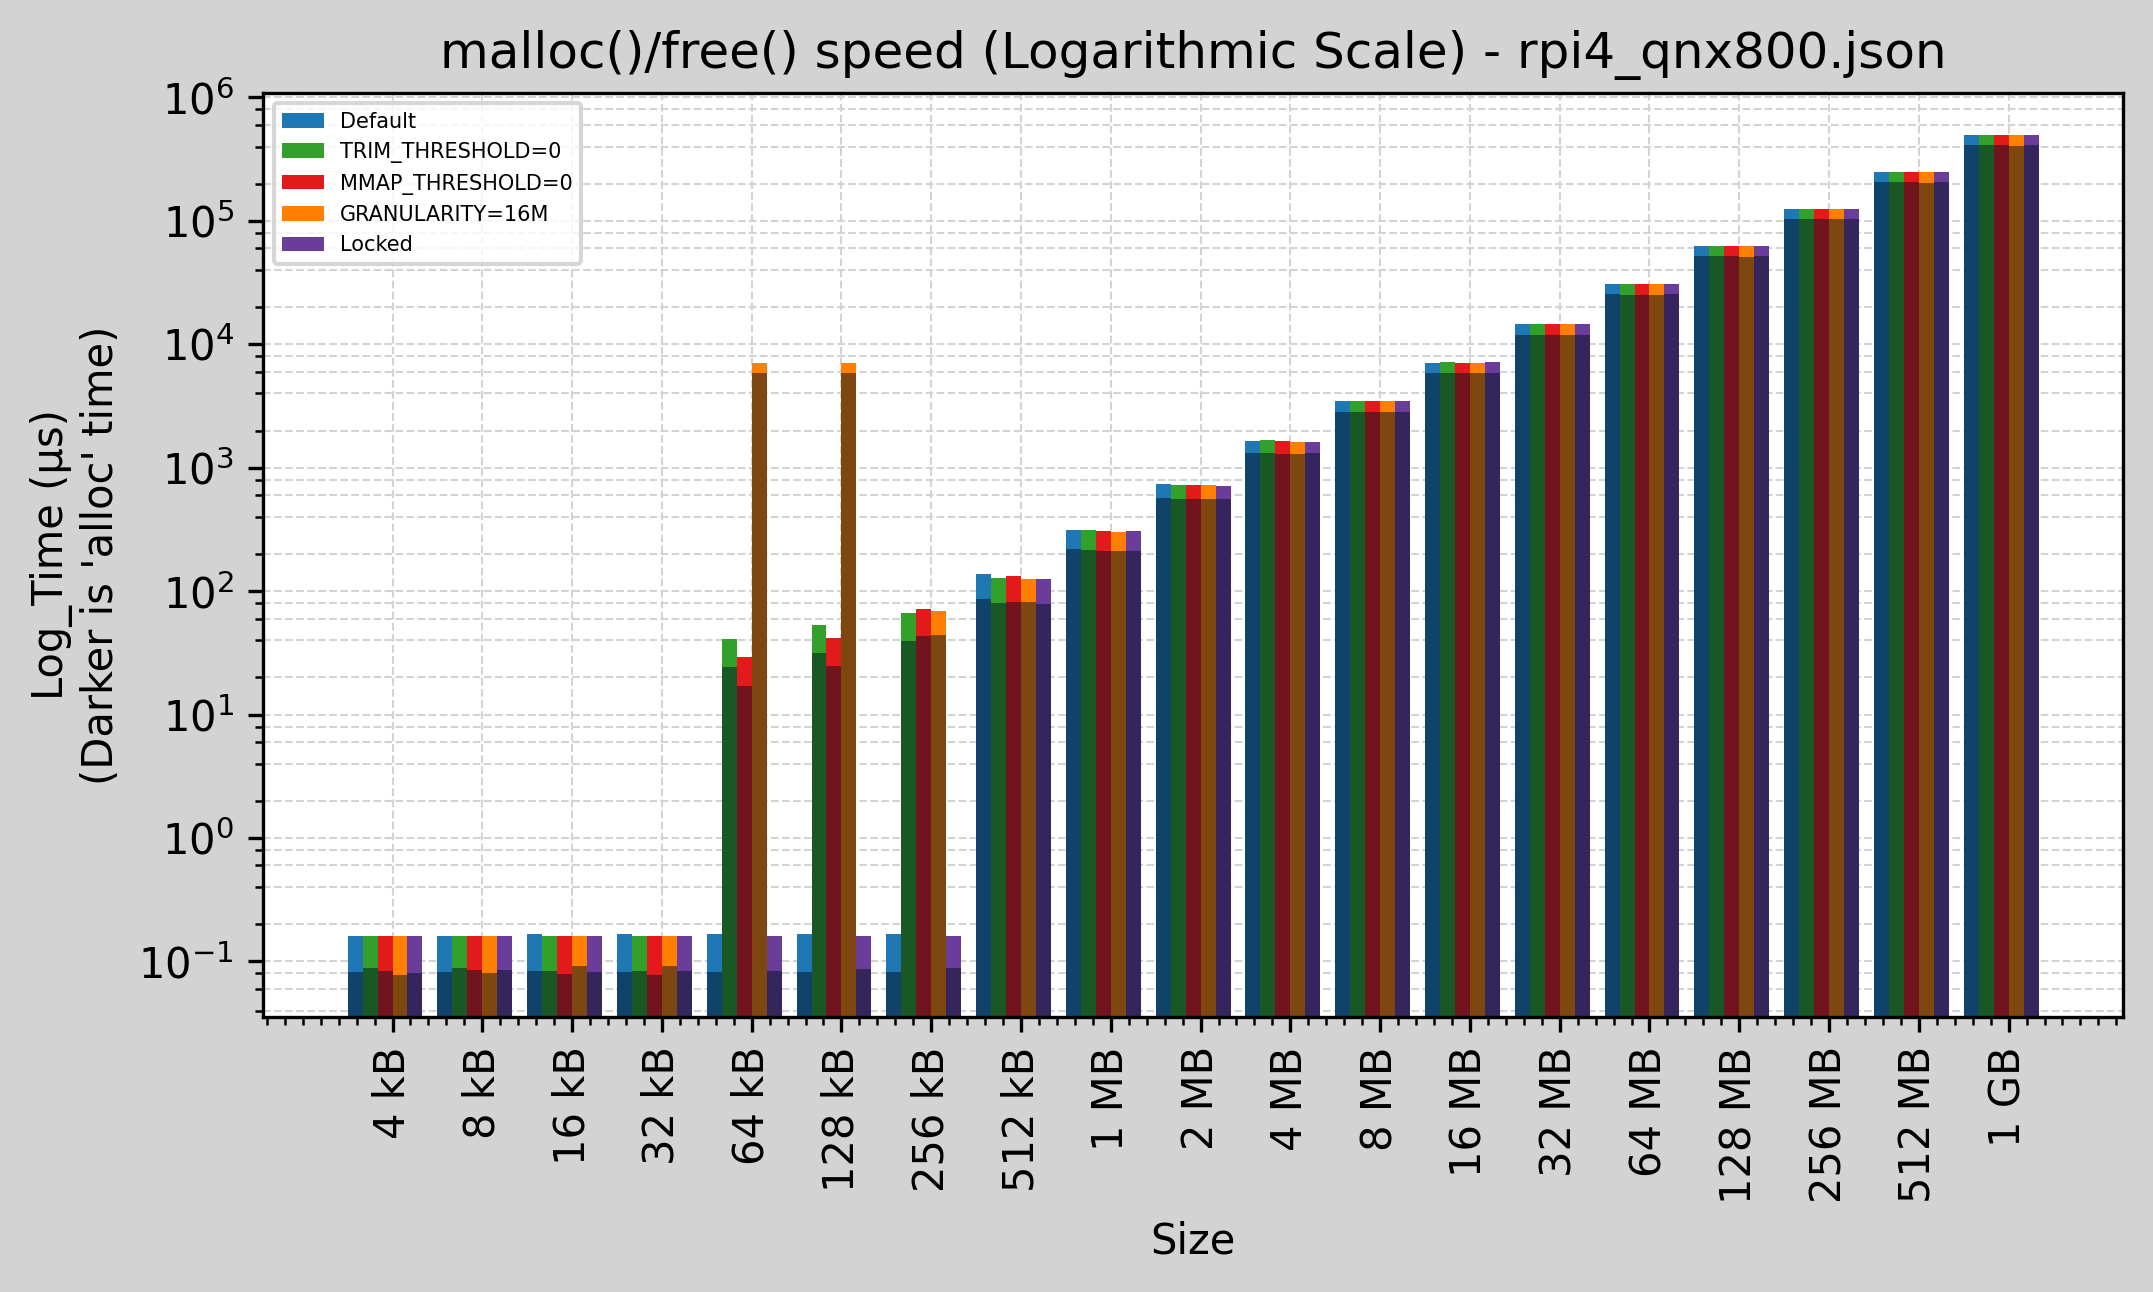 malloc()/free() speed (Logarithmic Scale) - rpi4_qnx800.json
Log_Time (µs)
(Darker is 'alloc' time)
10^6
10^5
10^4
10^3
10^2
10^1
10^0
10^−1
Default
TRIM_THRESHOLD=0
MMAP_THRESHOLD=0
GRANULARITY=16M
Locked
4 kB
8 kB
16 kB
32 kB
64 kB
128 kB
256 kB
512 kB
1 MB
2 MB
4 MB
8 MB
16 MB
32 MB
64 MB
128 MB
256 MB
512 MB
1 GB
Size